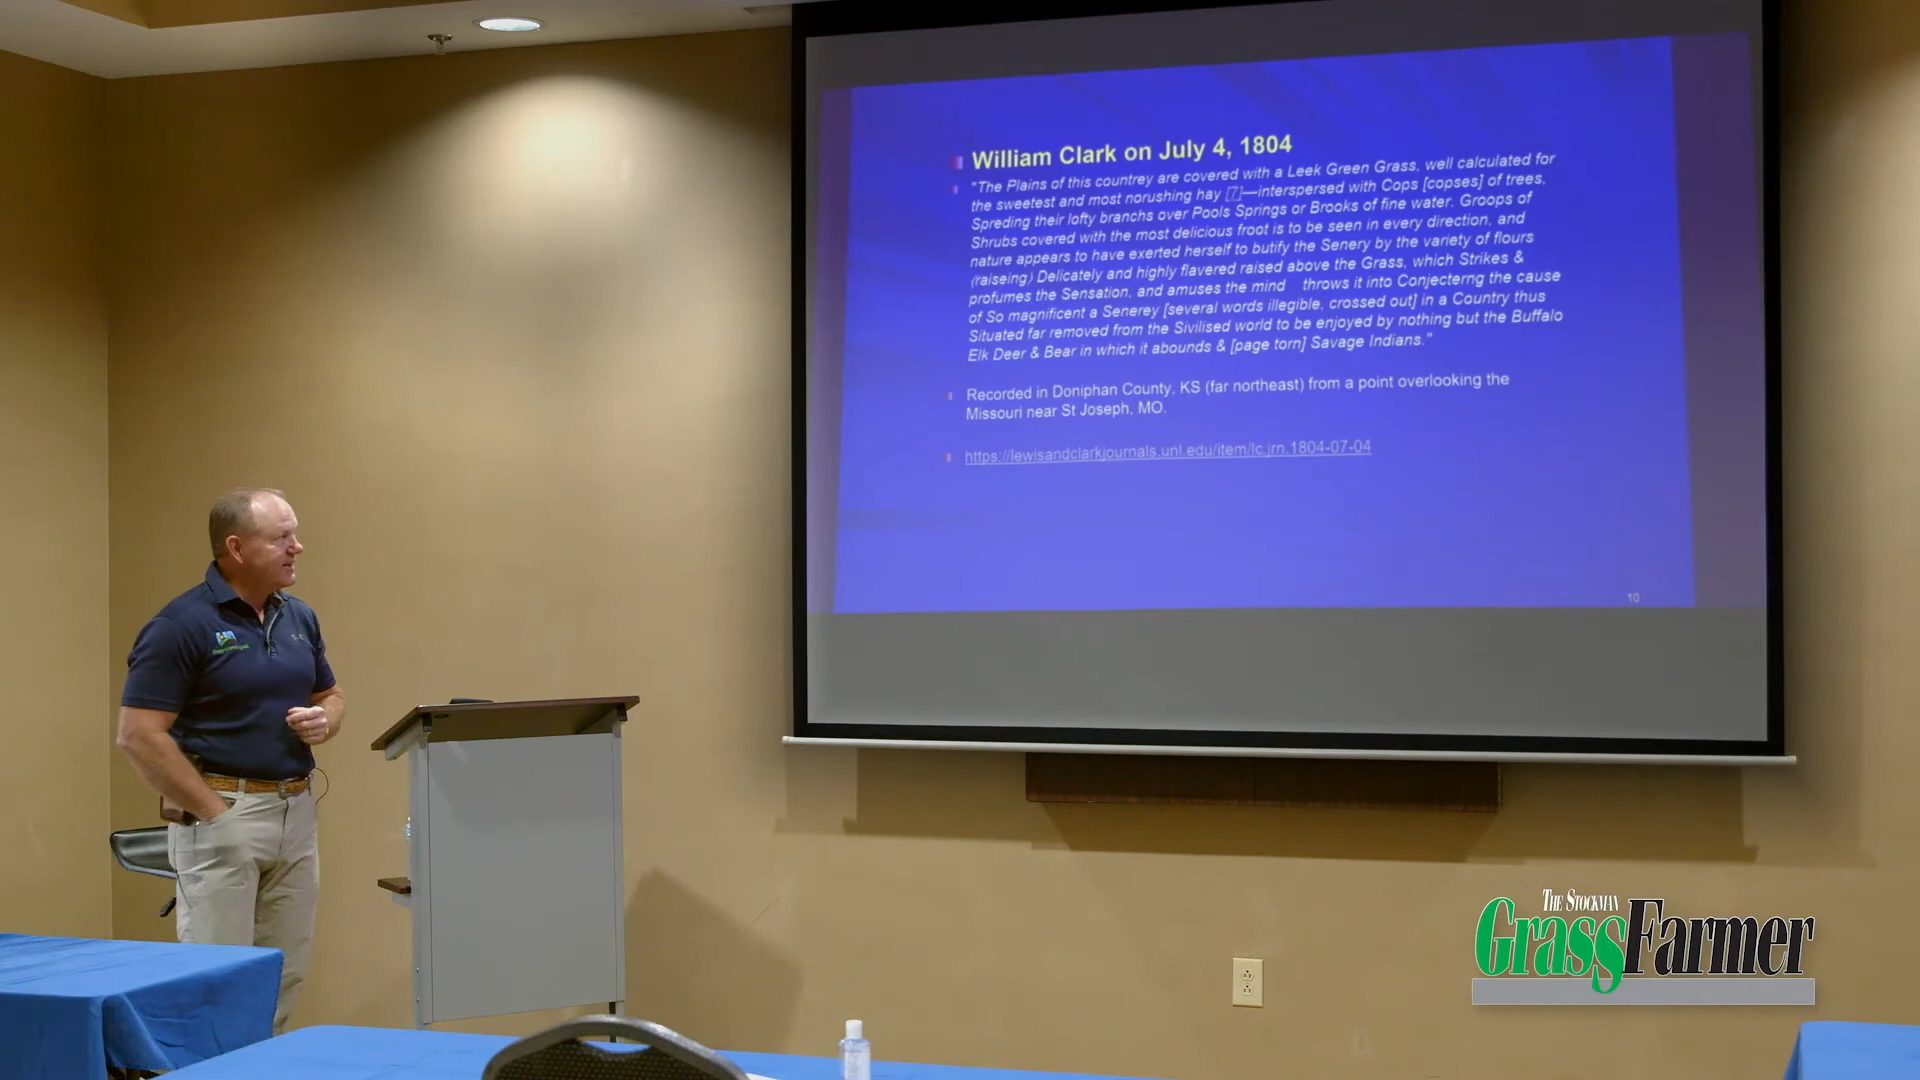 William Clark on July 4, 1804
"The Plains of this countrey are covered with a Leek Green Grass, well calculated for
the sweetest and most norushing hay [7]—interspersed with Cops [copses] of trees,
Spreding their lofty branchs over Pools Springs or Brooks of fine water. Groops of
Shrubs covered with the most delicious froot is to be seen in every direction, and
nature appears to have exerted herself to butify the Senery by the variety of flours
(raiseing) Delicately and highly flavered raised above the Grass, which Strikes &
profumes the Sensation, and amuses the mind throws it into Conjecterng the cause
of So magnificent a Senerey [several words illegible, crossed out] in a Country thus
Situated far removed from the Sivilised world to be enjoyed by nothing but the Buffalo
Elk Deer & Bear in which it abounds & [page torn] Savage Indians."
Recorded in Doniphan County, KS (far northeast) from a point overlooking the
Missouri near St Joseph, MO.
https://lewisandclarkjournals.unl.edu/item/lc.jrn.1804-07-04
10
THE STOCKMAN
GrassFarmer